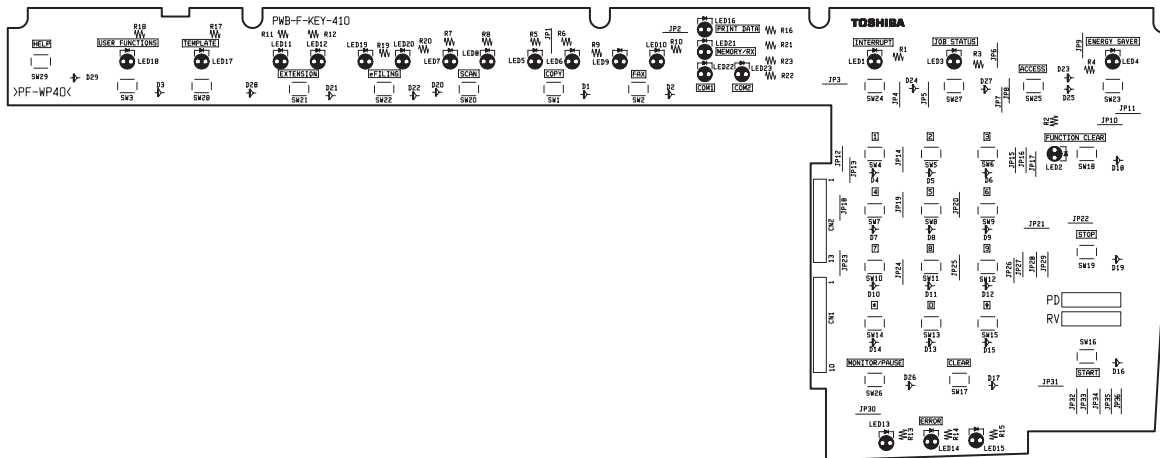 PWB-F-KEY-410
TOSHIBA
R18
R17
R11
LED11
LED12
R12
LED19
R19
LED20
R20
R7
LED8
R8
R5
JP1
R6
R9
LED10
R10
JP2
LED16
PRINT DATA
R16
LED21
MEMORY/RX
R21
LED22
LED23
R23
R22
COM1
COM2
HELP
USER FUNCTIONS
TEMPLATE
LED18
LED17
LED7
LED5
LED6
LED9
SW29
D29
>PF-WP40<
SW3
D3
SW28
D28
EXTENSION
SW21
D21
eFILING
SW22
D22
D20
SCAN
SW20
COPY
SW1
D1
FAX
SW2
D2
INTERRUPT
LED1
R1
JOB STATUS
LED3
R3
JP6
JP9
ENERGY SAVER
R4
LED4
JP3
SW24
JP4
D24
JP5
SW27
D27
JP7
JP8
ACCESS
SW25
D23
D25
SW23
JP11
JP10
R2
FUNCTION CLEAR
LED2
SW18
D18
JP12
JP13
1
SW4
D4
JP14
2
SW5
D5
3
SW6
D6
JP15
JP16
JP17
1
CN2
13
JP18
4
SW7
D7
JP19
5
SW8
D8
JP20
6
SW9
D9
JP21
JP22
STOP
SW19
D19
JP23
7
SW10
D10
JP24
8
SW11
D11
JP25
9
SW12
D12
JP26
JP27
JP28
JP29
1
CN1
10
*
SW14
D14
0
SW13
D13
#
SW15
D15
PD
RV
SW16
START
D16
MONITOR/PAUSE
SW26
D26
CLEAR
SW17
D17
JP31
JP32
JP33
JP34
JP35
JP36
JP30
LED13
R13
ERROR
LED14
R14
LED15
R15